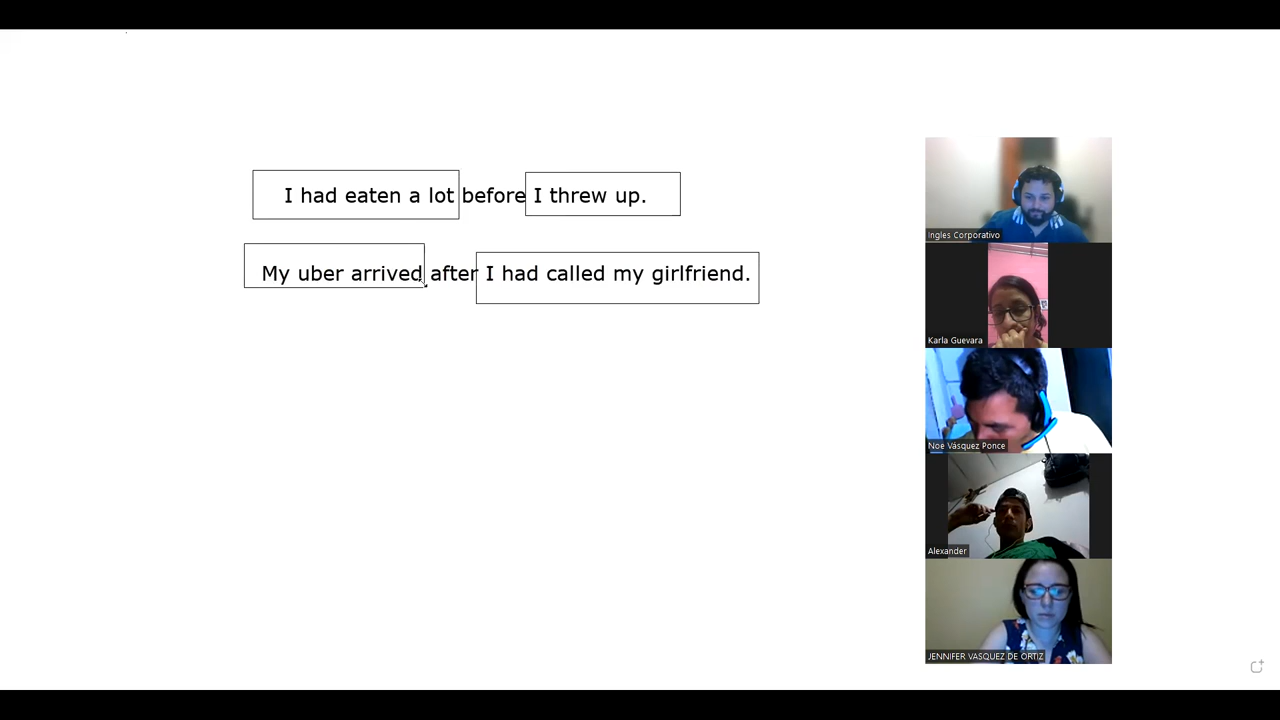 I had eaten a lot before I threw up.
My uber arrived after I had called my girlfriend.
Ingles Corporativo
Karla Guevara
Noe Vásquez Ponce
Alexander
JENNIFER VASQUEZ DE ORTIZ